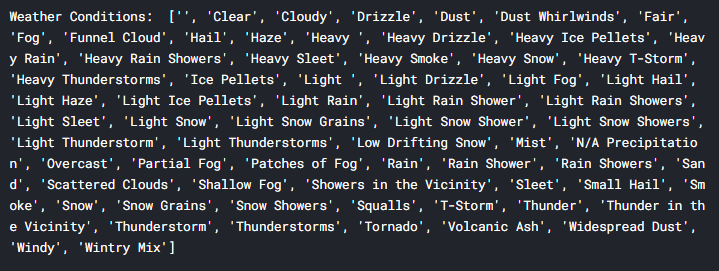 Weather Conditions:  ['', 'Clear', 'Cloudy', 'Drizzle', 'Dust', 'Dust Whirlwinds', 'Fair',
'Fog', 'Funnel Cloud', 'Hail', 'Haze', 'Heavy ', 'Heavy Drizzle', 'Heavy Ice Pellets', 'Heav
y Rain', 'Heavy Rain Showers', 'Heavy Sleet', 'Heavy Smoke', 'Heavy Snow', 'Heavy T-Storm',
'Heavy Thunderstorms', 'Ice Pellets', 'Light ', 'Light Drizzle', 'Light Fog', 'Light Hail',
'Light Haze', 'Light Ice Pellets', 'Light Rain', 'Light Rain Shower', 'Light Rain Showers',
'Light Sleet', 'Light Snow', 'Light Snow Grains', 'Light Snow Shower', 'Light Snow Showers',
'Light Thunderstorm', 'Light Thunderstorms', 'Low Drifting Snow', 'Mist', 'N/A Precipitatio
n', 'Overcast', 'Partial Fog', 'Patches of Fog', 'Rain', 'Rain Shower', 'Rain Showers', 'San
d', 'Scattered Clouds', 'Shallow Fog', 'Showers in the Vicinity', 'Sleet', 'Small Hail', 'Sm
oke', 'Snow', 'Snow Grains', 'Snow Showers', 'Squalls', 'T-Storm', 'Thunder', 'Thunder in th
e Vicinity', 'Thunderstorm', 'Thunderstorms', 'Tornado', 'Volcanic Ash', 'Widespread Dust',
'Windy', 'Wintry Mix']